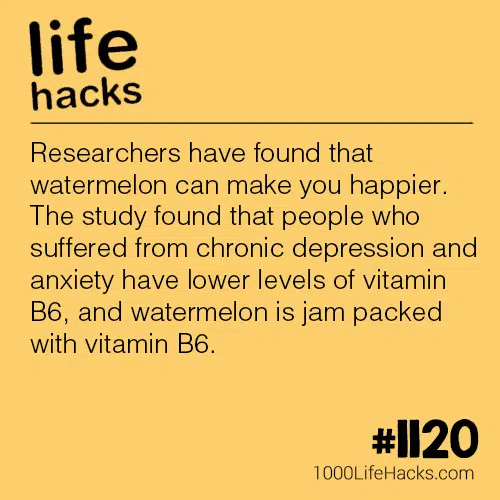 life
hacks
Researchers have found that
watermelon can make you happier.
The study found that people who
suffered from chronic depression and
anxiety have lower levels of vitamin
B6, and watermelon is jam packed
with vitamin B6.
#1120
1000LifeHacks.com